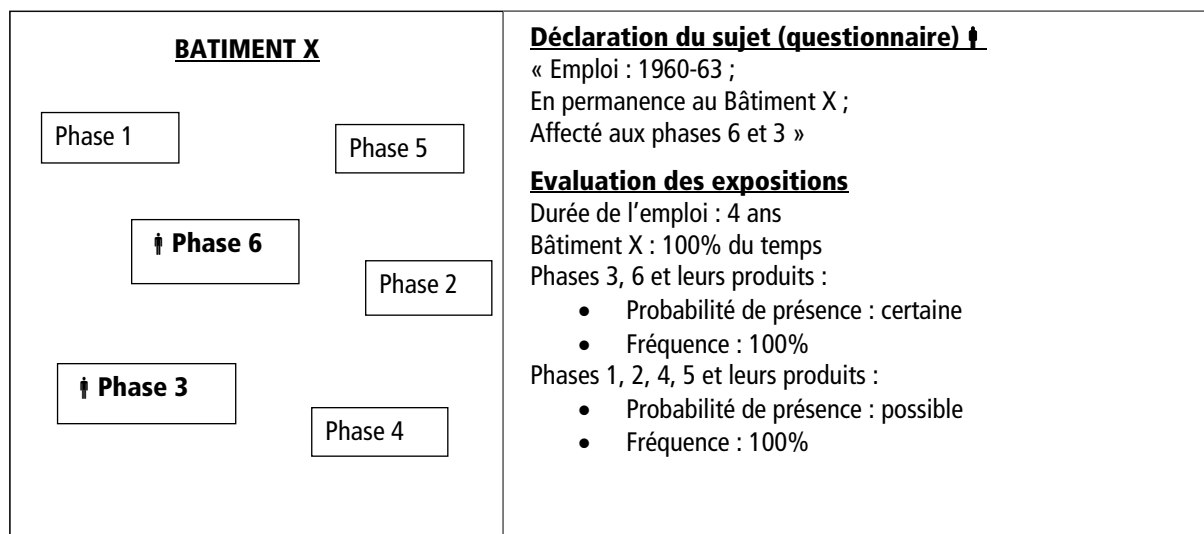 BATIMENT X
Phase 1
Phase 5
Phase 6
Phase 2
Phase 3
Phase 4
Déclaration du sujet (questionnaire)
« Emploi : 1960-63 ;
En permanence au Bâtiment X ;
Affecté aux phases 6 et 3 »
Evaluation des expositions
Durée de l’emploi : 4 ans
Bâtiment X : 100% du temps
Phases 3, 6 et leurs produits :
• Probabilité de présence : certaine
• Fréquence : 100%
Phases 1, 2, 4, 5 et leurs produits :
• Probabilité de présence : possible
• Fréquence : 100%